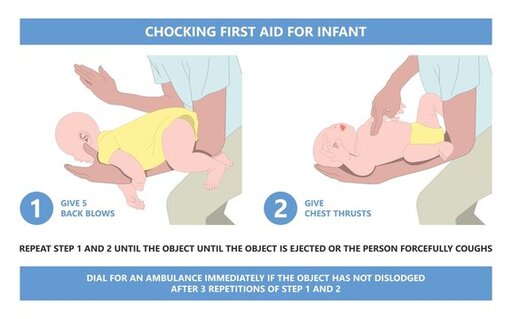 CHOCKING FIRST AID FOR INFANT
1
GIVE 5
BACK BLOWS
2
GIVE
CHEST THRUSTS
REPEAT STEP 1 AND 2 UNTIL THE OBJECT UNTIL THE OBJECT IS EJECTED OR THE PERSON FORCEFULLY COUGHS
DIAL FOR AN AMBULANCE IMMEDIATELY IF THE OBJECT HAS NOT DISLODGED
AFTER 3 REPETITIONS OF STEP 1 AND 2